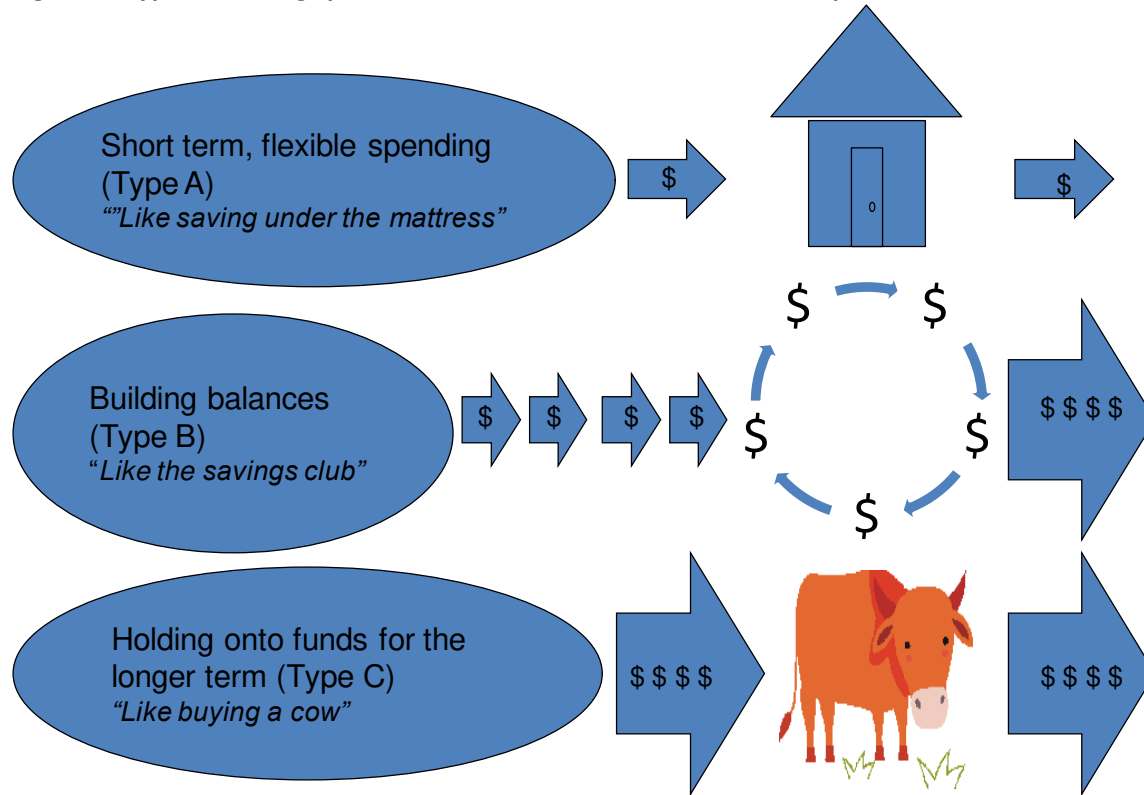 Short term, flexible spending
(Type A)
“”Like saving under the mattress”
$
$
$ $
Building balances
(Type B)
“Like the savings club”
$ $ $ $
$ $
$
$ $ $ $
Holding onto funds for the
longer term (Type C)
“Like buying a cow”
$ $ $ $
$ $ $ $